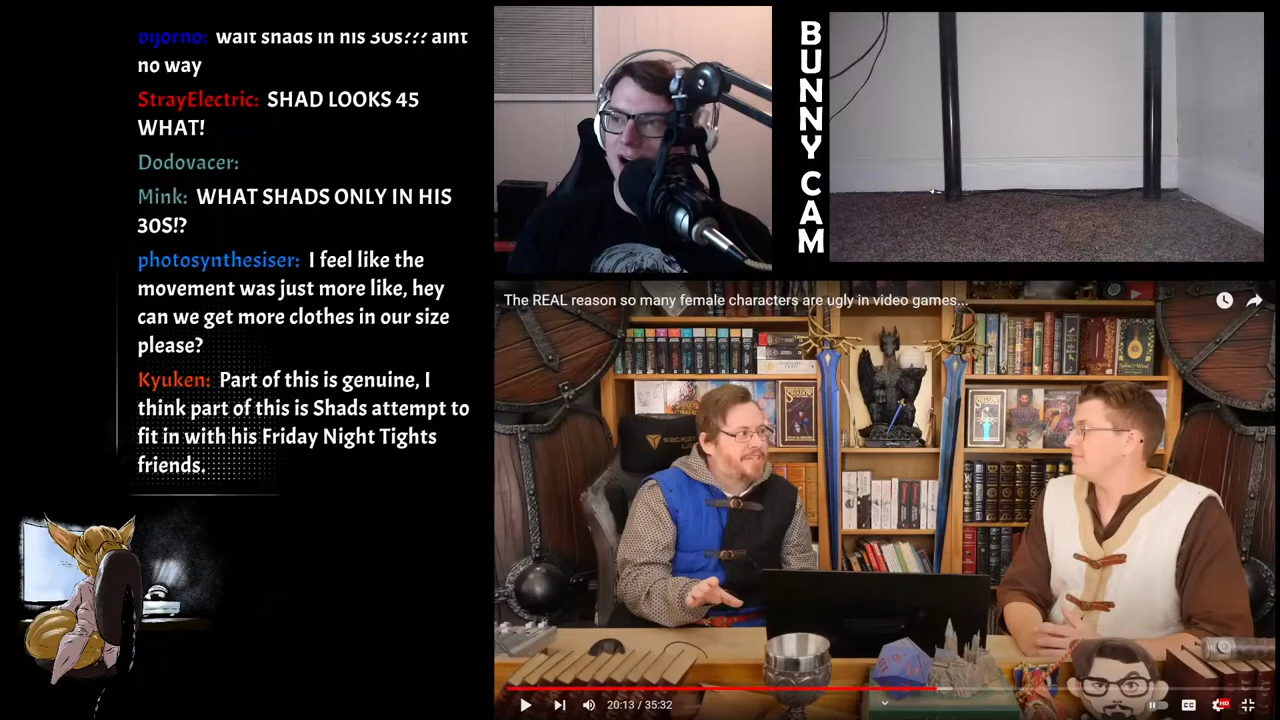 bijorno: wait shads in his 30s??? aint
no way
StrayElectric: SHAD LOOKS 45
WHAT!
Dodovacer:
Mink: WHAT SHADS ONLY IN HIS
30S!?
photosynthesiser: I feel like the
movement was just more like, hey
can we get more clothes in our size
please?
Kyuken: Part of this is genuine, I
think part of this is Shads attempt to
fit in with his Friday Night Tights
friends.
BUNNY CAM
The REAL reason so many female characters are ugly in video games...
SHADOW
20:13 / 35:32
CC
HD